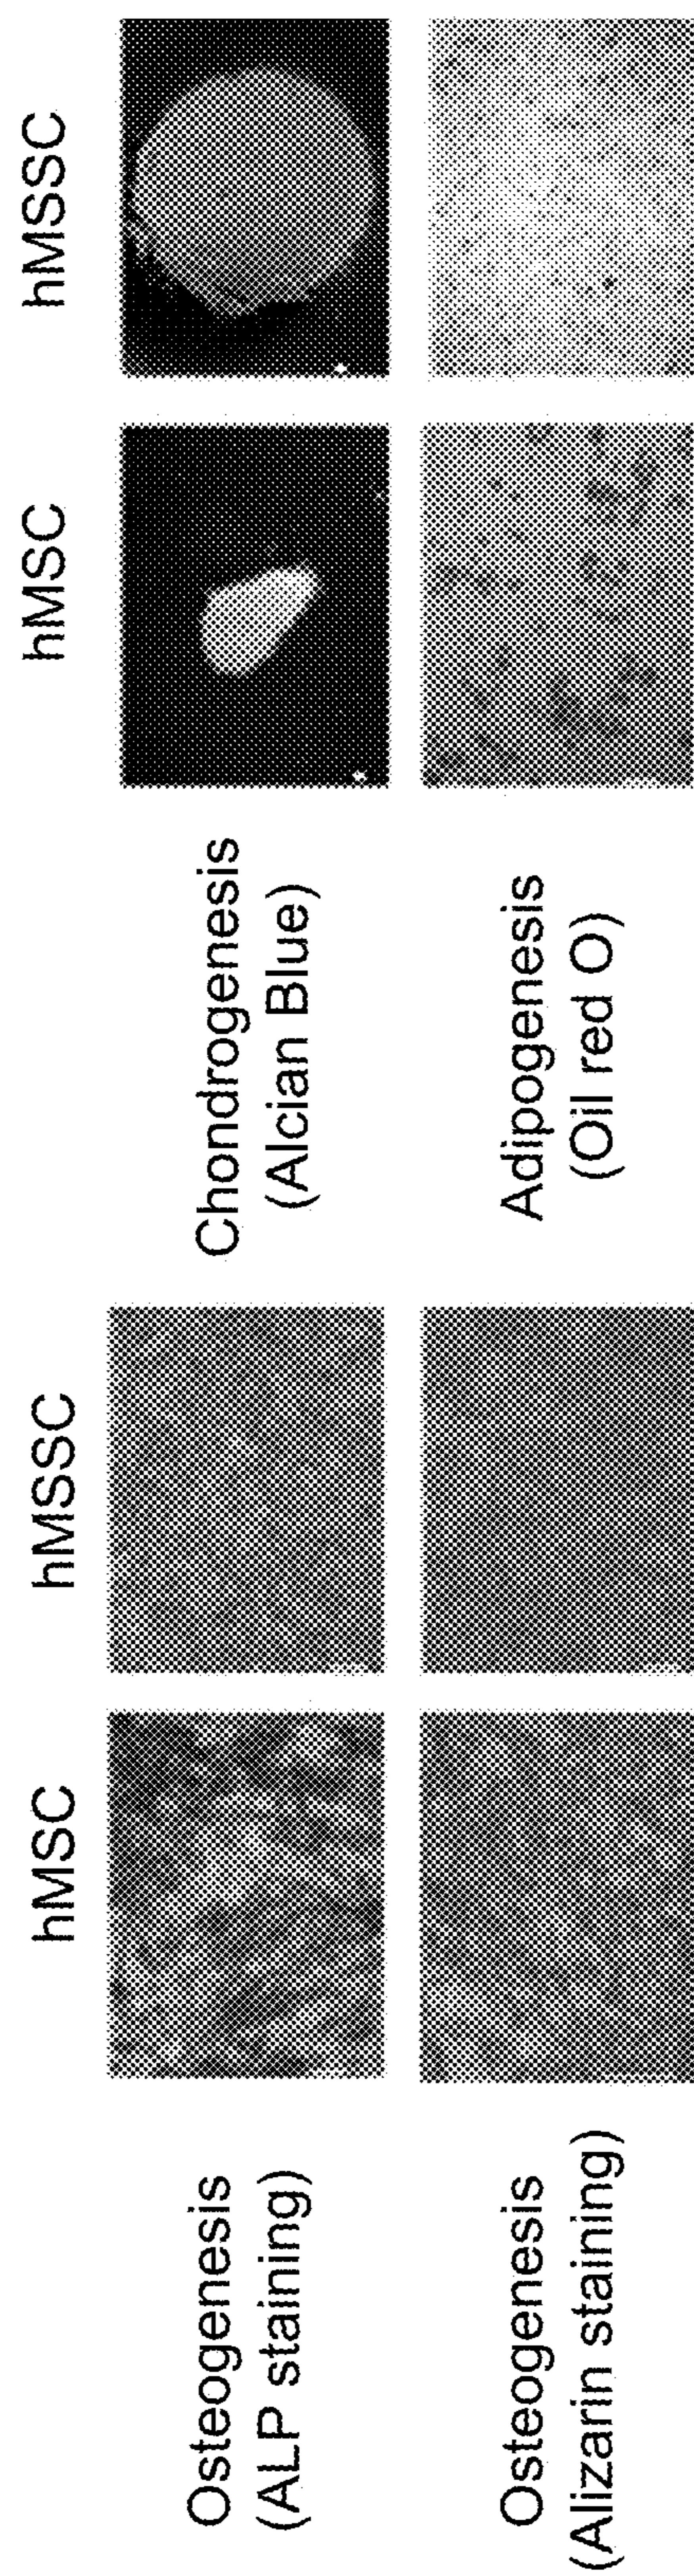 hMSC
hMSSC
Osteogenesis
(ALP staining)
Osteogenesis
(Alizarin staining)
hMSC
hMSSC
Chondrogenesis
(Alcian Blue)
Adipogenesis
(Oil red O)